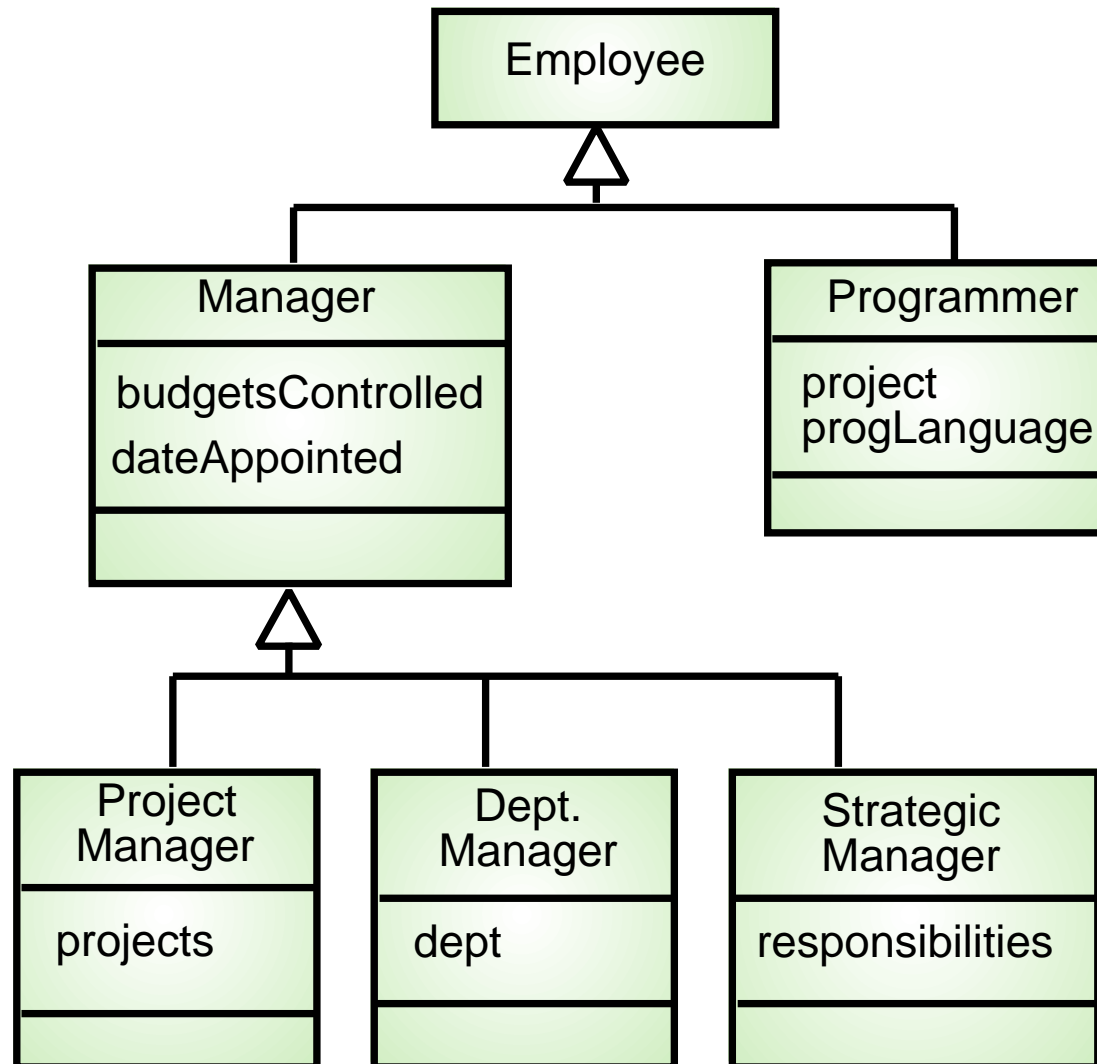 Employee
Manager
budgetsControlled
dateAppointed
Programmer
project
progLanguage
Project
Manager
projects
Dept.
Manager
dept
Strategic
Manager
responsibilities